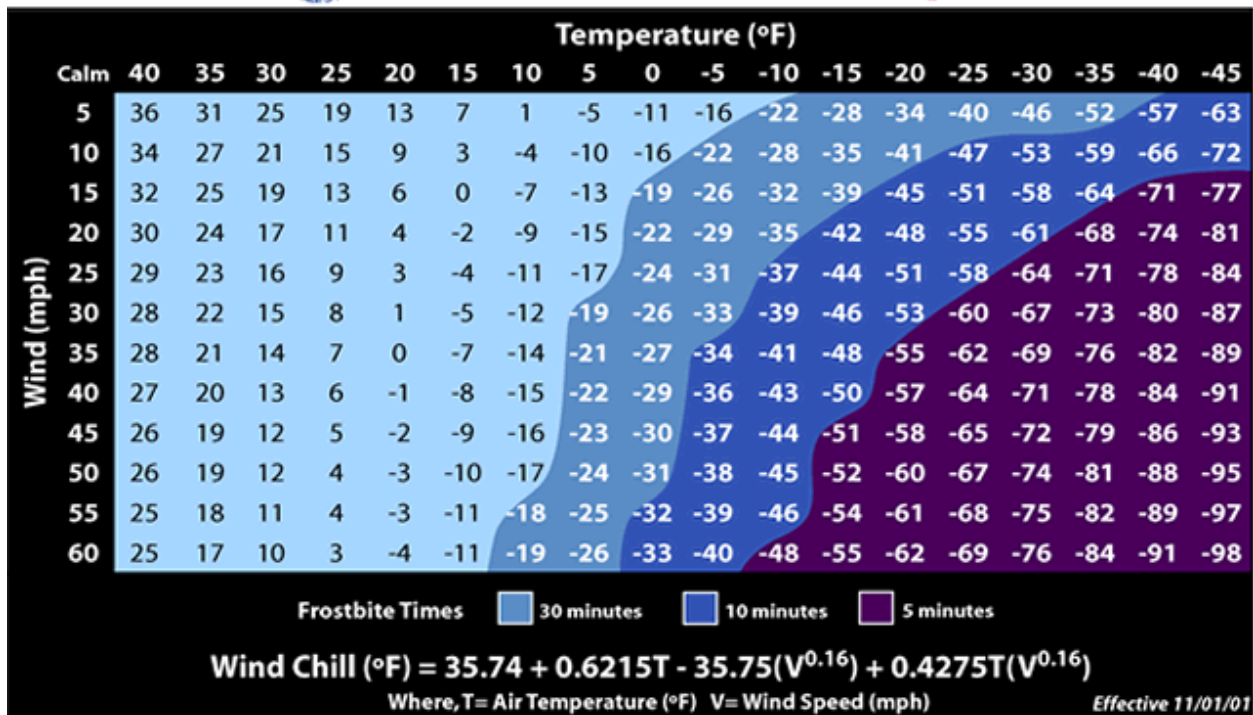 Temperature (ºF)
Calm 40 35 30 25 20 15 10 5 0 -5 -10 -15 -20 -25 -30 -35 -40 -45
5 36 31 25 19 13 7 1 -5 -11 -16 -22 -28 -34 -40 -46 -52 -57 -63
10 34 27 21 15 9 3 -4 -10 -16 -22 -28 -35 -41 -47 -53 -59 -66 -72
15 32 25 19 13 6 0 -7 -13 -19 -26 -32 -39 -45 -51 -58 -64 -71 -77
20 30 24 17 11 4 -2 -9 -15 -22 -29 -35 -42 -48 -55 -61 -68 -74 -81
25 29 23 16 9 3 -4 -11 -17 -24 -31 -37 -44 -51 -58 -64 -71 -78 -84
30 28 22 15 8 1 -5 -12 -19 -26 -33 -39 -46 -53 -60 -67 -73 -80 -87
35 28 21 14 7 0 -7 -14 -21 -27 -34 -41 -48 -55 -62 -69 -76 -82 -89
40 27 20 13 6 -1 -8 -15 -22 -29 -36 -43 -50 -57 -64 -71 -78 -84 -91
45 26 19 12 5 -2 -9 -16 -23 -30 -37 -44 -51 -58 -65 -72 -79 -86 -93
50 26 19 12 4 -3 -10 -17 -24 -31 -38 -45 -52 -60 -67 -74 -81 -88 -95
55 25 18 11 4 -3 -11 -18 -25 -32 -39 -46 -54 -61 -68 -75 -82 -89 -97
60 25 17 10 3 -4 -11 -19 -26 -33 -40 -48 -55 -62 -69 -76 -84 -91 -98
Wind (mph)
Frostbite Times 30 minutes 10 minutes 5 minutes
Wind Chill (ºF) = 35.74 + 0.6215T - 35.75(V^0.16) + 0.4275T(V^0.16)
Where, T= Air Temperature (ºF) V= Wind Speed (mph) Effective 11/01/01